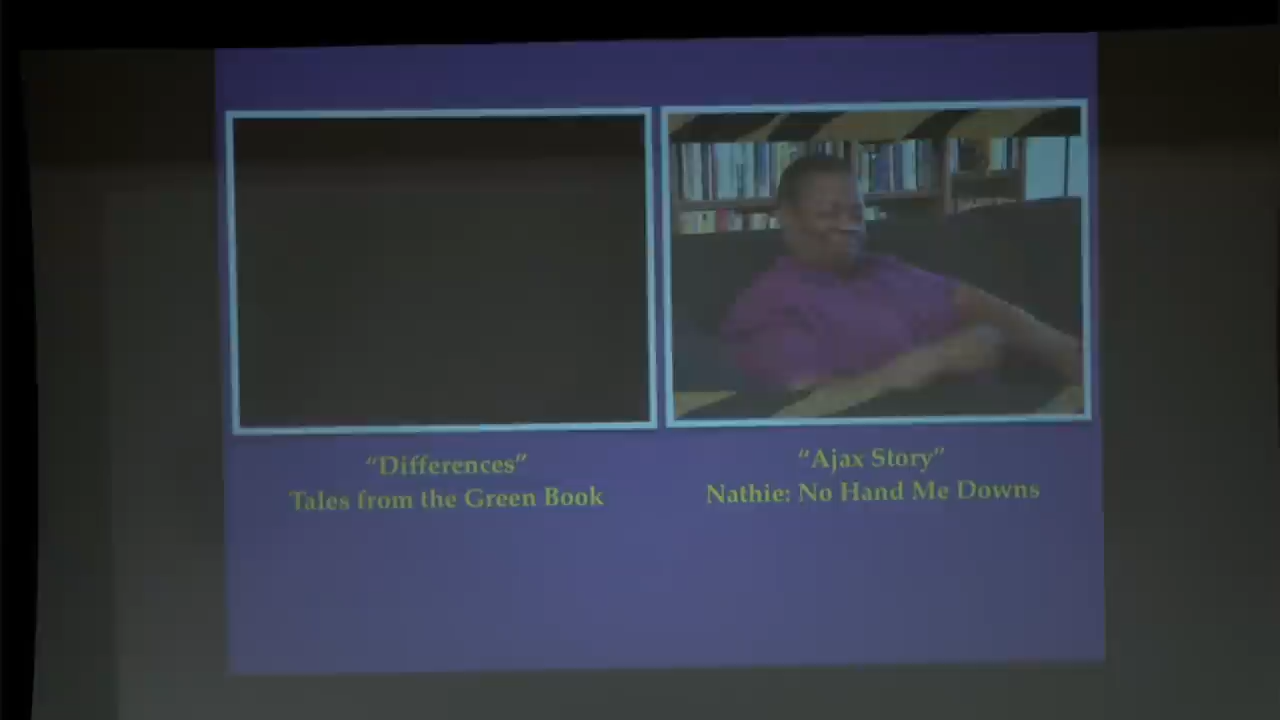 “Differences”
Tales from the Green Book
“Ajax Story”
Nathie: No Hand Me Downs